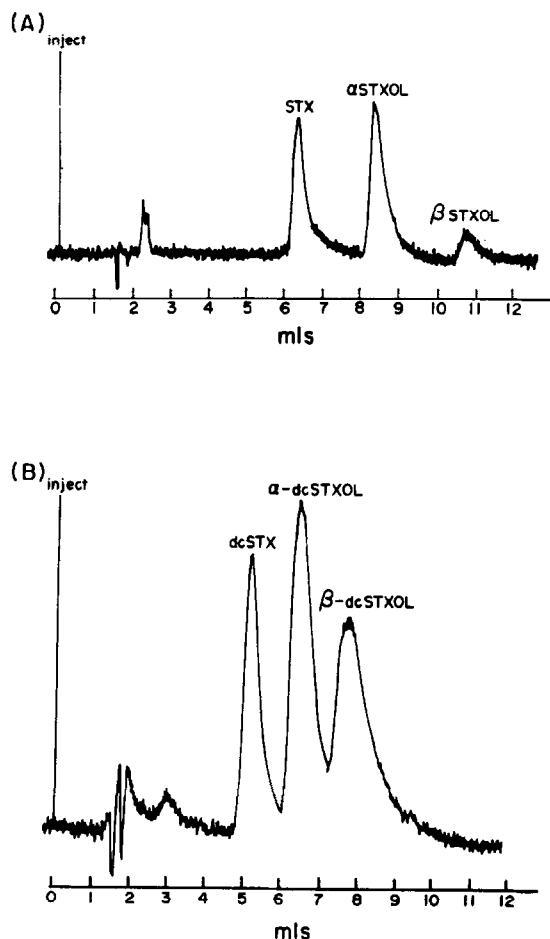 (A)
inject
STX
αSTXOL
βSTXOL
0 1 2 3 4 5 6 7 8 9 10 11 12
mls
(B)
inject
α-dcSTXOL
dcSTX
β-dcSTXOL
0 1 2 3 4 5 6 7 8 9 10 11 12
mls